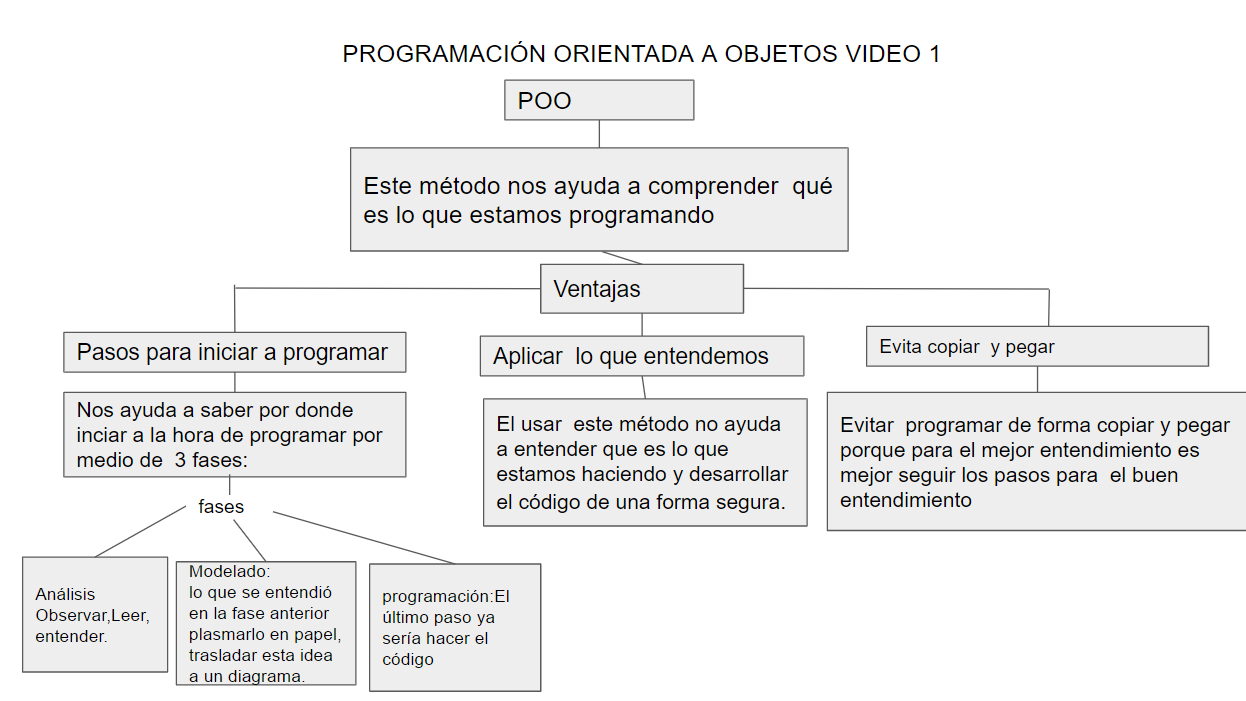 PROGRAMACIÓN ORIENTADA A OBJETOS VIDEO 1
POO
Este método nos ayuda a comprender qué
es lo que estamos programando
Ventajas
Pasos para iniciar a programar
Nos ayuda a saber por donde
inciar a la hora de programar por
medio de 3 fases:
fases
Análisis
Observar,Leer,
entender.
Modelado:
lo que se entendió
en la fase anterior
plasmarlo en papel,
trasladar esta idea
a un diagrama.
programación:El
último paso ya
sería hacer el
código
Aplicar lo que entendemos
El usar este método no ayuda
a entender que es lo que
estamos haciendo y desarrollar
el código de una forma segura.
Evita copiar y pegar
Evitar programar de forma copiar y pegar
porque para el mejor entendimiento es
mejor seguir los pasos para el buen
entendimiento